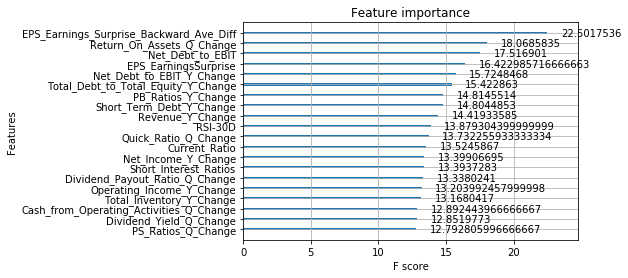 Feature importance
EPS_Earnings_Surprise_Backward_Ave_Diff 22.5017536
Return_On_Assets_Q_Change 18.0685835
Net_Debt_to_EBIT 17.516901
EPS_EarningsSurprise 16.422985716666663
Net_Debt_to_EBIT_Y_Change 15.7248468
Total_Debt_to_Total_Equity_Y_Change 15.422863
PB_Ratios_Y_Change 14.8145514
Short_Term_Debt_Y_Change 14.8044853
Revenue_Y_Change 14.41933585
RSI-30D 13.879304399999999
Quick_Ratio_Q_Change 13.732255933333334
Current_Ratio 13.5245867
Net_Income_Y_Change 13.39906695
Short_Interest_Ratios 13.3937283
Dividend_Payout_Ratio_Q_Change 13.3380241
Operating_Income_Y_Change 13.203992457999998
Total_Inventory_Y_Change 13.1680417
Cash_from_Operating_Activities_Q_Change 12.892443966666667
Dividend_Yield_Q_Change 12.8519773
PS_Ratios_Q_Change 12.792805996666667
Features
0 5 10 15 20
F score